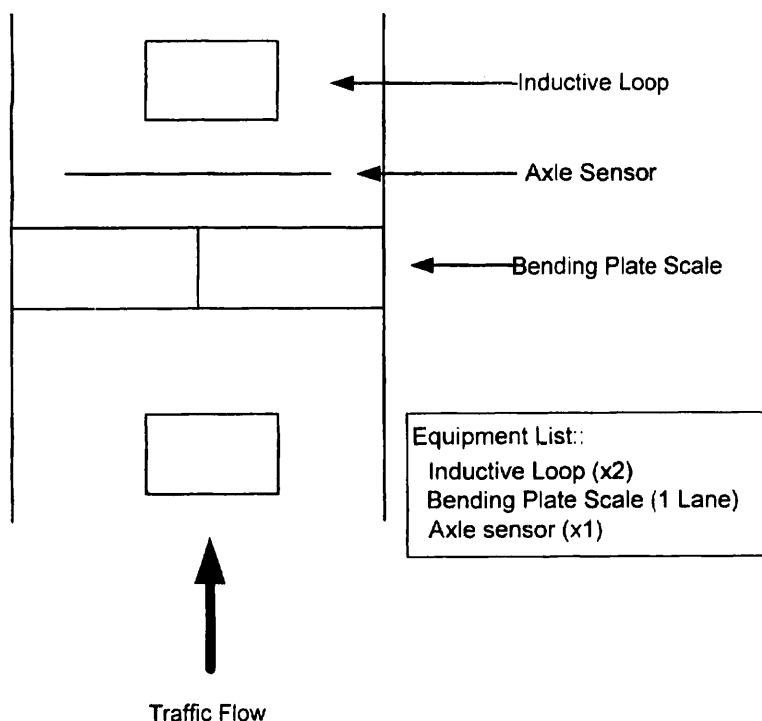 Inductive Loop
Axle Sensor
Bending Plate Scale
Equipment List::
Inductive Loop (x2)
Bending Plate Scale (1 Lane)
Axle sensor (x1)
Traffic Flow